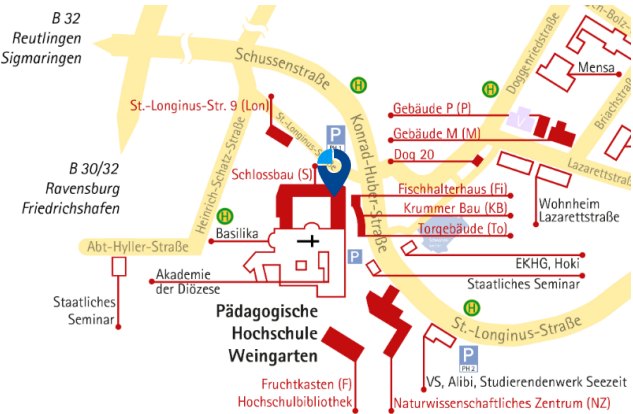 B 32
Reutlingen
Sigmaringen
Schussenstraße
H
Doggenriedstraße
Mensa
St.-Longinus-Str. 9 (Lon)
Gebäude P (P)
Gebäude M (M)
Dog 20
Briachstraße
Lazarettstraße
P
Konrad-Huber-Straße
Heinrich-Schatz-Straße
B 30/32
Ravensburg
Friedrichshafen
Schlossbau (S)
Fischhalterhaus (Fi)
Krummer Bau (KB)
Torgebäude (To)
Wohnheim
Lazarettstraße
H
H
Basilika
Abt-Hyller-Straße
P
EKHG, Hoki
Staatliches Seminar
Akademie
der Diözese
Staatliches
Seminar
Pädagogische
Hochschule
Weingarten
H
St.-Longinus-Straße
P
PH 2
VS, Alibi, Studierendenwerk Seezeit
Fruchtkasten (F)
Hochschulbibliothek
Naturwissenschaftliches Zentrum (NZ)